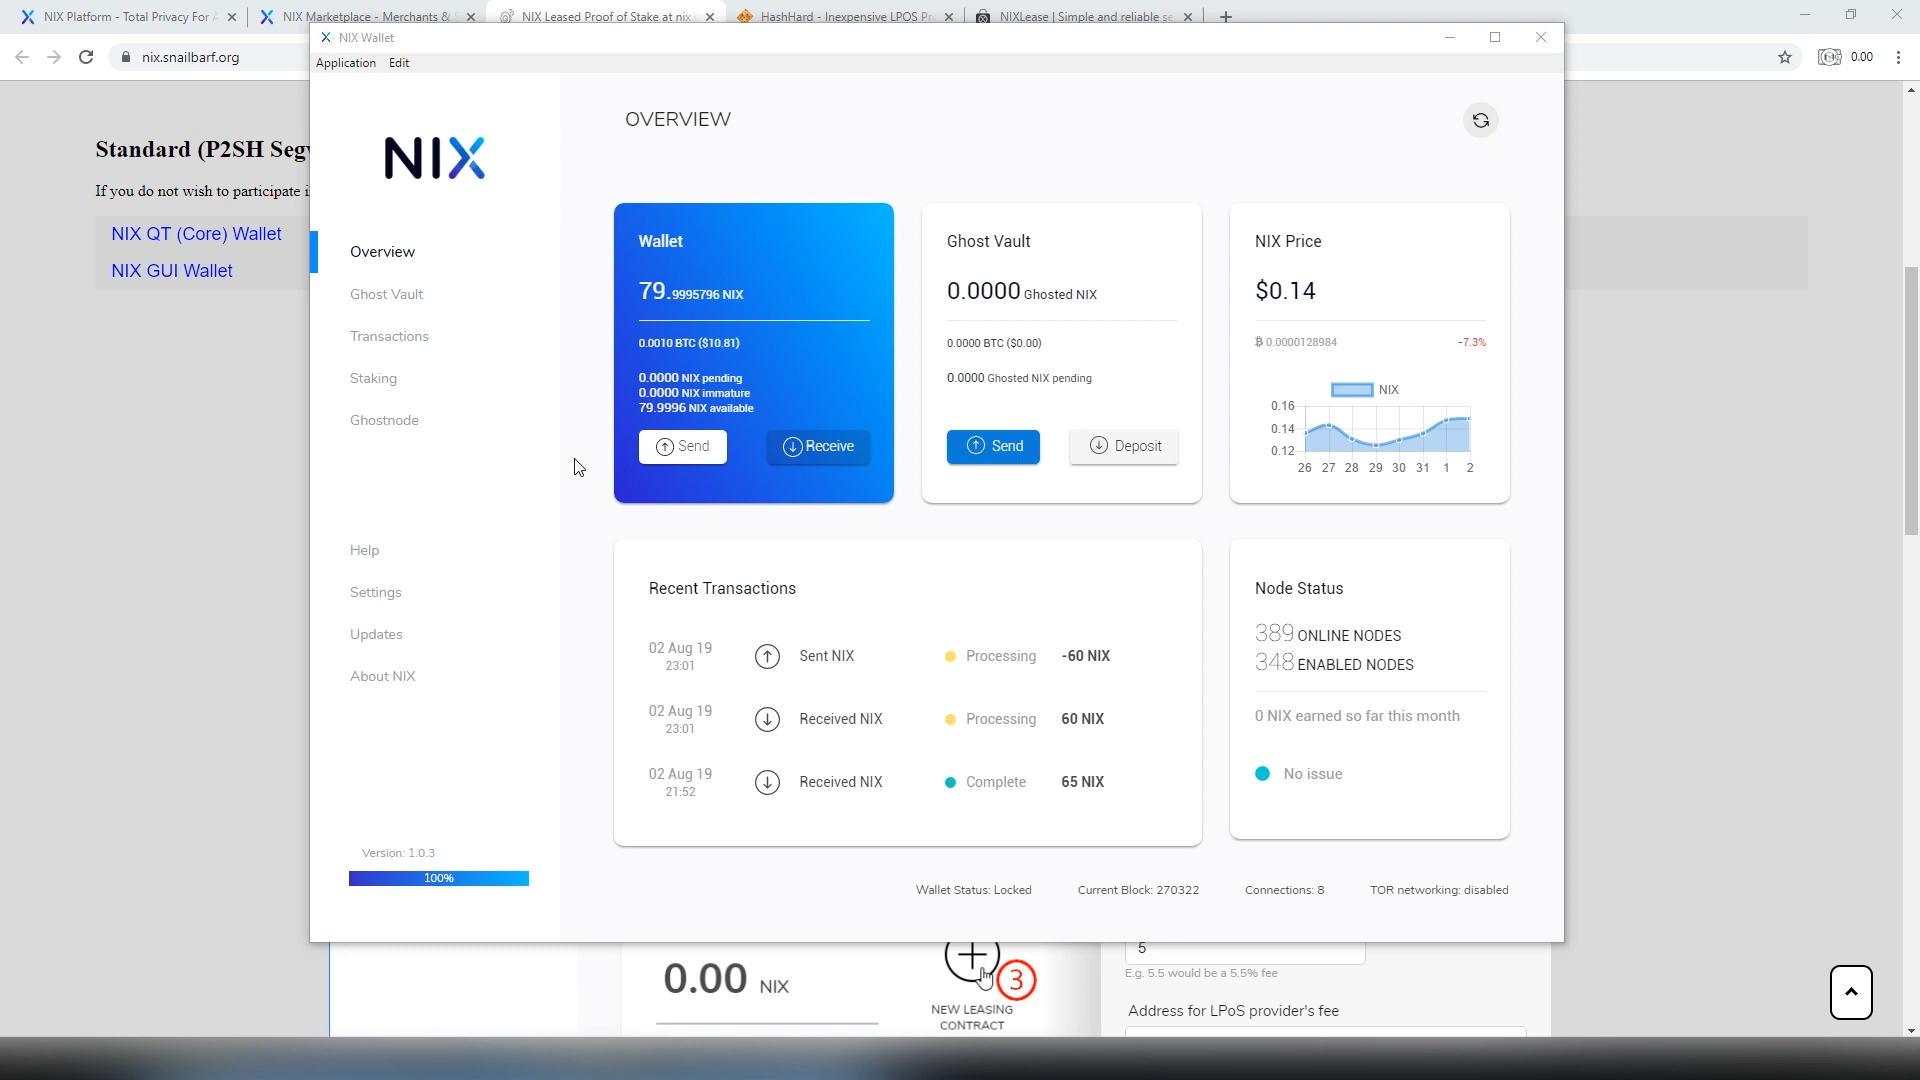 NIX Platform - Total Privacy For
NIX Marketplace - Merchants &
NIX Leased Proof of Stake at nix.
HashHard - Inexpensive LPOS
NIXLease | Simple and reliable
nix.snailbarf.org
0.00
NIX Wallet
Application Edit
Standard (P2SH
If you do not wish to participate
NIX QT (Core) Wallet
NIX GUI Wallet
NIX
Overview
Ghost Vault
Transactions
Staking
Ghostnode
Help
Settings
Updates
About NIX
Version: 1.0.3
100%
OVERVIEW
Wallet
79.9995796 NIX
0.0010 BTC ($10.81)
0.0000 NIX pending
0.0000 NIX immature
79.9996 NIX available
Send
Receive
Ghost Vault
0.0000 Ghosted NIX
0.0000 BTC ($0.00)
0.0000 Ghosted NIX pending
Send
Deposit
NIX Price
$0.14
₿ 0.0000128984
-7.3%
NIX
0.16
0.14
0.12
26 27 28 29 30 31 1 2
Recent Transactions
02 Aug 19
23:01
Sent NIX
Processing
-60 NIX
02 Aug 19
23:01
Received NIX
Processing
60 NIX
02 Aug 19
21:52
Received NIX
Complete
65 NIX
Node Status
389 ONLINE NODES
348 ENABLED NODES
0 NIX earned so far this month
No issue
Wallet Status: Locked
Current Block: 270322
Connections: 8
TOR networking: disabled
0.00 NIX
3
NEW LEASING
CONTRACT
5
E.g. 5.5 would be a 5.5% fee
Address for LPoS provider's fee